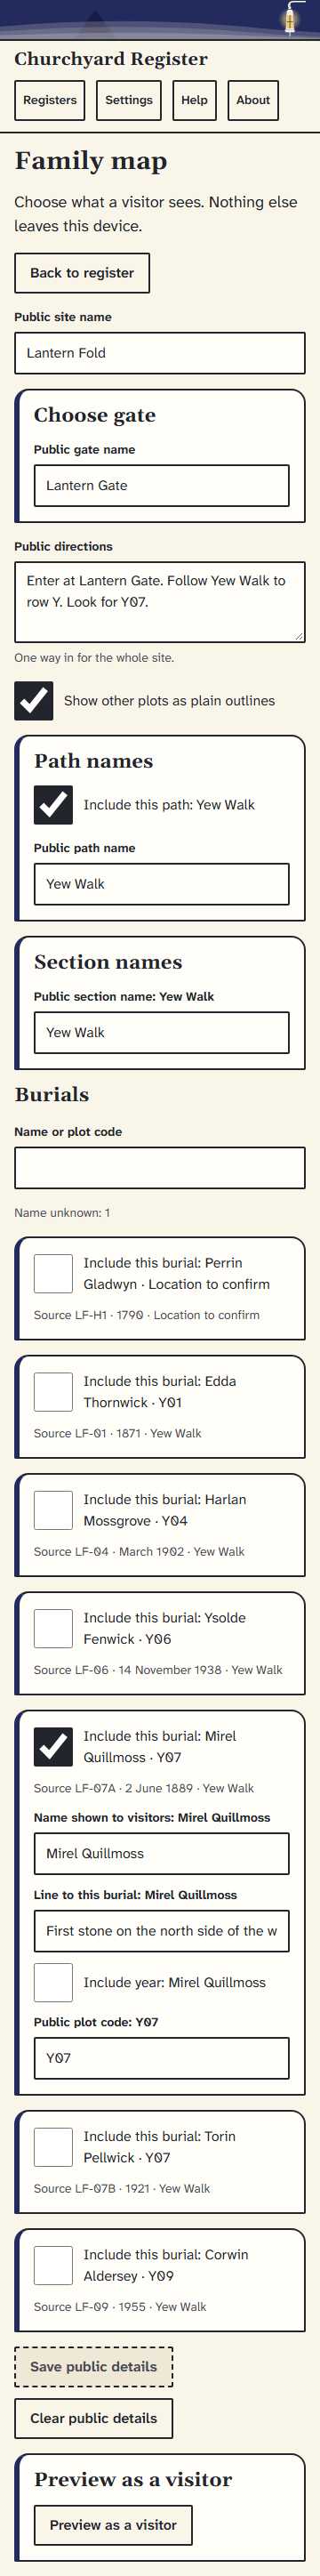 Churchyard Register
Registers
Settings
Help
About
Family map
Choose what a visitor sees. Nothing else
leaves this device.
Back to register
Public site name
Lantern Fold
Choose gate
Public gate name
Lantern Gate
Public directions
Enter at Lantern Gate. Follow Yew Walk to
row Y. Look for Y07.
One way in for the whole site.
Show other plots as plain outlines
Path names
Include this path: Yew Walk
Public path name
Yew Walk
Section names
Public section name: Yew Walk
Yew Walk
Burials
Name or plot code
Name unknown: 1
Include this burial: Perrin
Gladwyn · Location to confirm
Source LF-H1 · 1790 · Location to confirm
Include this burial: Edda
Thornwick · Y01
Source LF-01 · 1871 · Yew Walk
Include this burial: Harlan
Mossgrove · Y04
Source LF-04 · March 1902 · Yew Walk
Include this burial: Ysolde
Fenwick · Y06
Source LF-06 · 14 November 1938 · Yew Walk
Include this burial: Mirel
Quillmoss · Y07
Source LF-07A · 2 June 1889 · Yew Walk
Name shown to visitors: Mirel Quillmoss
Mirel Quillmoss
Line to this burial: Mirel Quillmoss
First stone on the north side of the w
Include year: Mirel Quillmoss
Public plot code: Y07
Y07
Include this burial: Torin
Pellwick · Y07
Source LF-07B · 1921 · Yew Walk
Include this burial: Corwin
Aldersey · Y09
Source LF-09 · 1955 · Yew Walk
Save public details
Clear public details
Preview as a visitor
Preview as a visitor